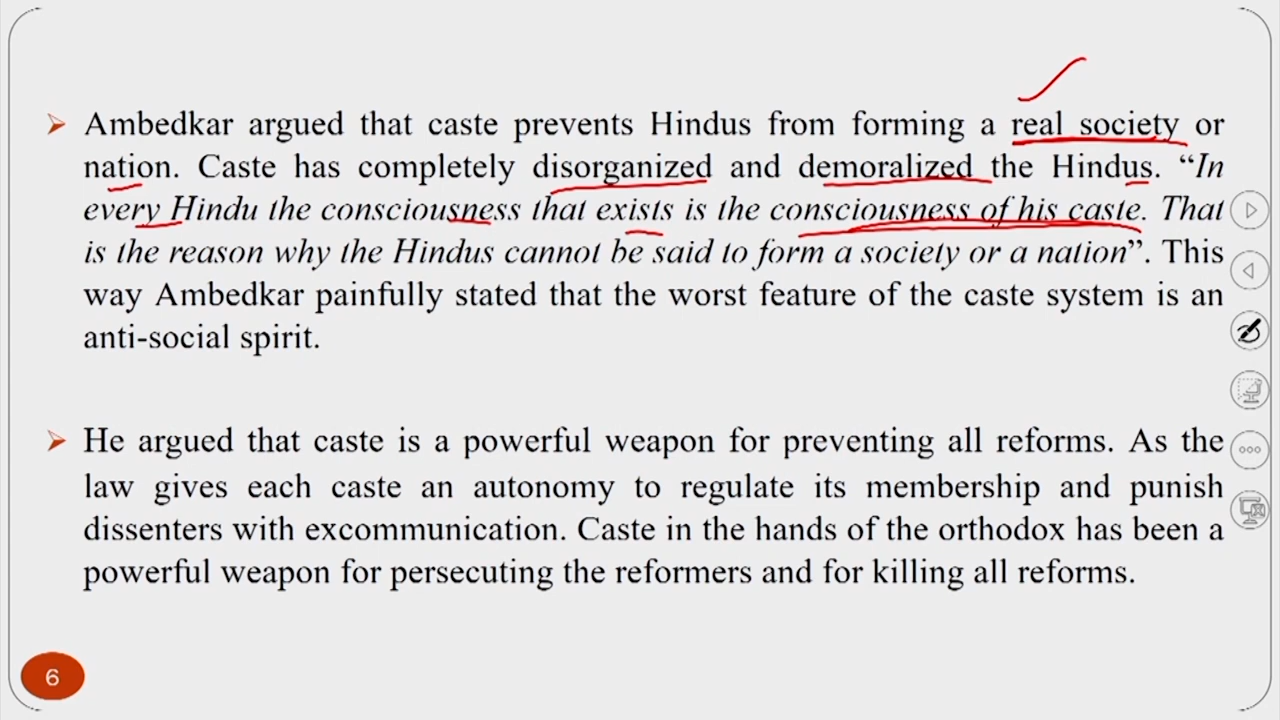 Ambedkar argued that caste prevents Hindus from forming a real society or
nation. Caste has completely disorganized and demoralized the Hindus. “In
every Hindu the consciousness that exists is the consciousness of his caste. That
is the reason why the Hindus cannot be said to form a society or a nation”. This
way Ambedkar painfully stated that the worst feature of the caste system is an
anti-social spirit.
He argued that caste is a powerful weapon for preventing all reforms. As the
law gives each caste an autonomy to regulate its membership and punish
dissenters with excommunication. Caste in the hands of the orthodox has been a
powerful weapon for persecuting the reformers and for killing all reforms.
6